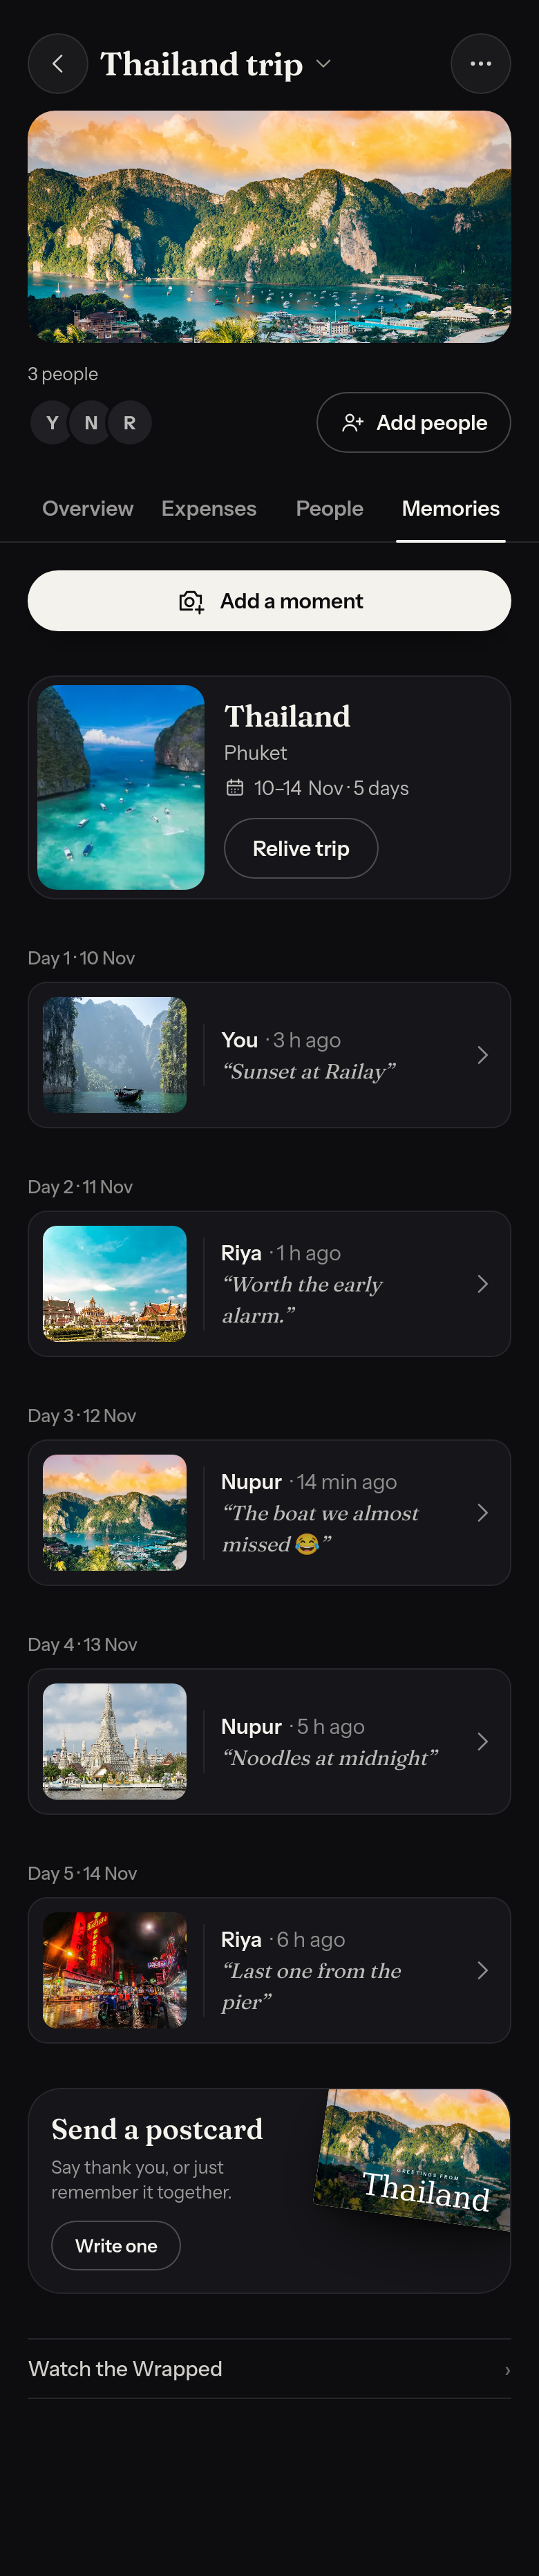 Thailand trip
3 people
Y N R
Add people
Overview Expenses People Memories
Add a moment
Thailand
Phuket
10–14 Nov · 5 days
Relive trip
Day 1 · 10 Nov
You · 3 h ago
“Sunset at Railay”
Day 2 · 11 Nov
Riya · 1 h ago
“Worth the early
alarm.”
Day 3 · 12 Nov
Nupur · 14 min ago
“The boat we almost
missed 😂”
Day 4 · 13 Nov
Nupur · 5 h ago
“Noodles at midnight”
Day 5 · 14 Nov
Riya · 6 h ago
“Last one from the
pier”
Send a postcard
Say thank you, or just
remember it together.
Write one
GREETINGS FROM
Thailand
Watch the Wrapped